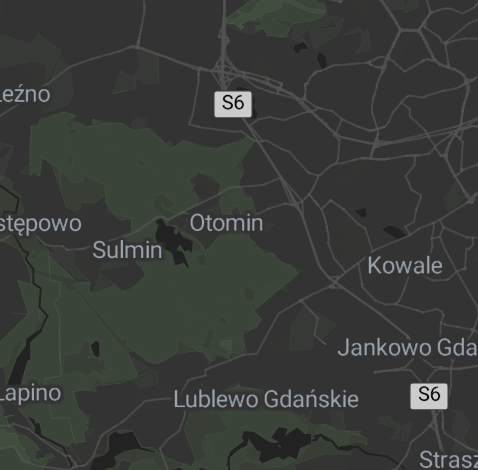 Leźno
S6
stępowo
Otomin
Sulmin
Kowale
Jankowo Gda
Lapino
S6
Lublewo Gdańskie
Strasz